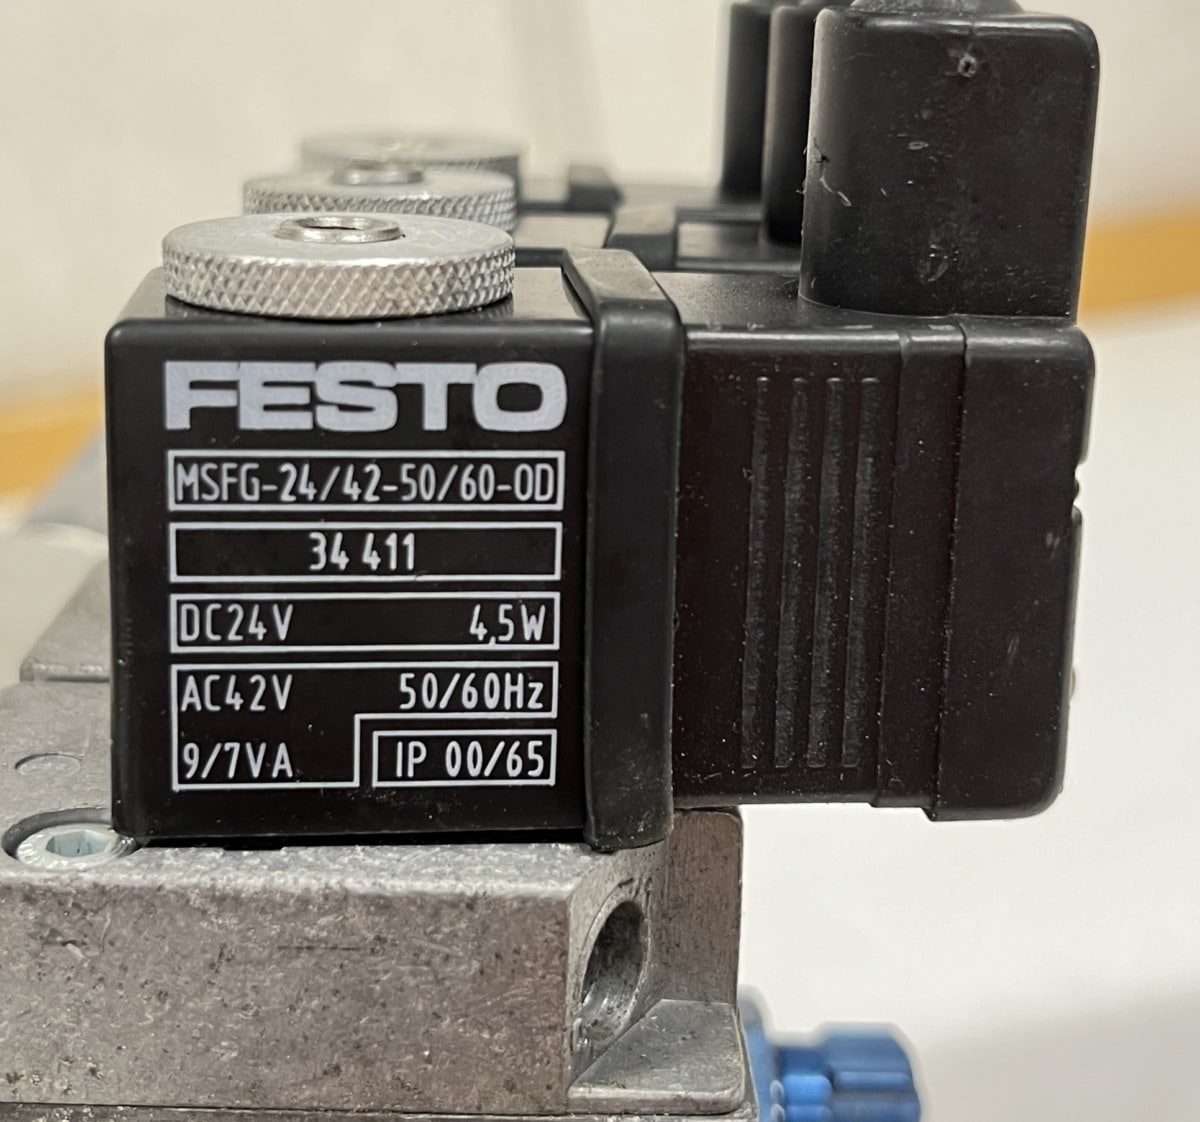 FESTO
MSFG-24/42-50/60-OD
34 411
DC24V 4,5W
AC42V 50/60Hz
9/7VA IP 00/65